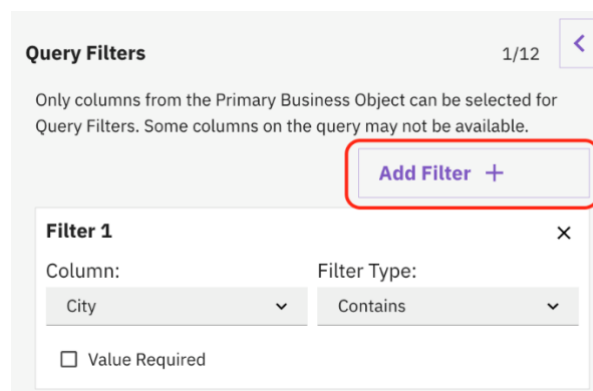 Query Filters 1/12
Only columns from the Primary Business Object can be selected for
Query Filters. Some columns on the query may not be available.
Add Filter +
Filter 1
Column: Filter Type:
City Contains
Value Required